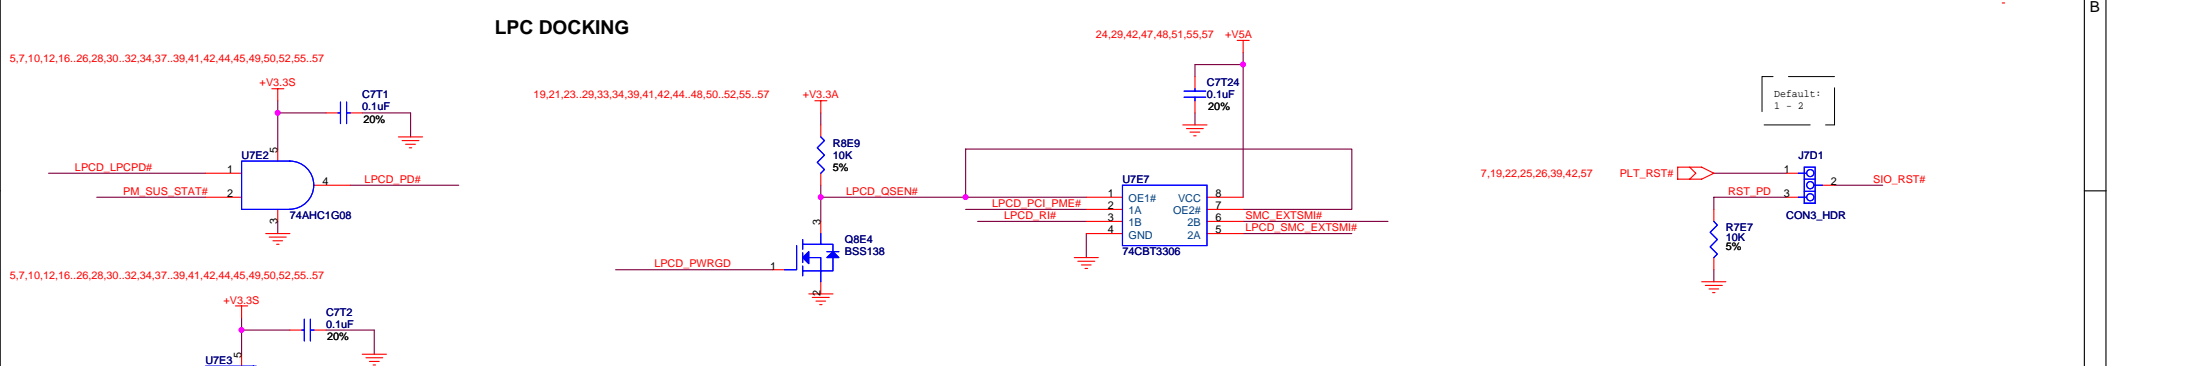 B
LPC DOCKING
5,7,10,12,16..26,28,30..32,34,37..39,41,42,44,45,49,50,52,55..57
+V3.3S
C7T1
0.1uF
20%
U7E2
5
LPCD_LPCPD#
1
PM_SUS_STAT#
2
4
LPCD_PD#
3
74AHC1G08
5,7,10,12,16..26,28,30..32,34,37..39,41,42,44,45,49,50,52,55..57
+V3.3S
C7T2
0.1uF
20%
U7E3
5
19,21,23..29,33,34,39,41,42,44..48,50..52,55..57
+V3.3A
R8E9
10K
5%
LPCD_QSEN#
3
Q8E4
BSS138
LPCD_PWRGD
1
2
24,29,42,47,48,51,55,57
+V5A
C7T24
0.1uF
20%
U7E7
1
OE1#
VCC
8
LPCD_PCI_PME#
2
1A
OE2#
7
LPCD_RI#
3
1B
2B
6
SMC_EXTSMI#
4
GND
2A
5
LPCD_SMC_EXTSMI#
74CBT3306
Default:
1 - 2
J7D1
7,19,22,25,26,39,42,57
PLT_RST#
1
2
SIO_RST#
RST_PD
3
CON3_HDR
R7E7
10K
5%